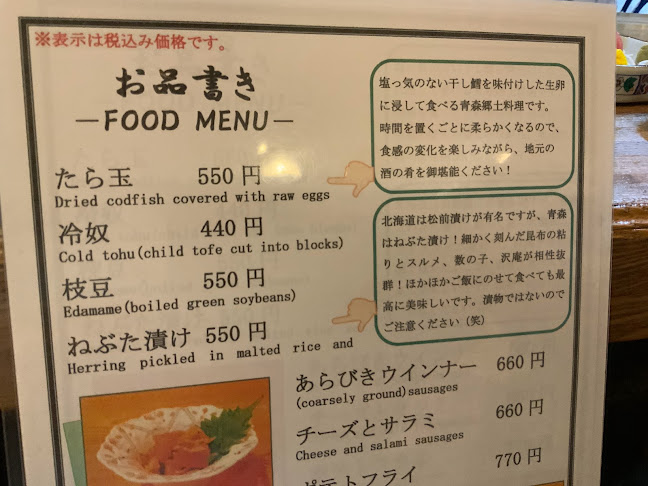 ※表示は税込み価格です。
お品書き
—FOOD MENU—
たら玉 550円
Dried codfish covered with raw eggs
冷奴 440円
Cold tohu(child tofe cut into blocks)
枝豆 550円
Edamame(boiled green soybeans)
ねぶた漬け 550円
Herring pickled in malted rice and
塩っ気のない干し鱈を味付けした生卵
に浸して食べる青森郷土料理です。
時間を置くごとに柔らかくなるので、
食感の変化を楽しみながら、地元の
酒の肴を御堪能ください！
北海道は松前漬けが有名ですが、青森
はねぶた漬け！細かく刻んだ昆布の粘
りとスルメ、数の子、沢庵が相性抜
群！ほかほかご飯にのせて食べても最
高に美味しいです。漬物ではないので
ご注意ください（笑）
あらびきウインナー 660円
(coarsely ground)sausages
チーズとサラミ 660円
Cheese and salami sausages
ポテトフライ 770円